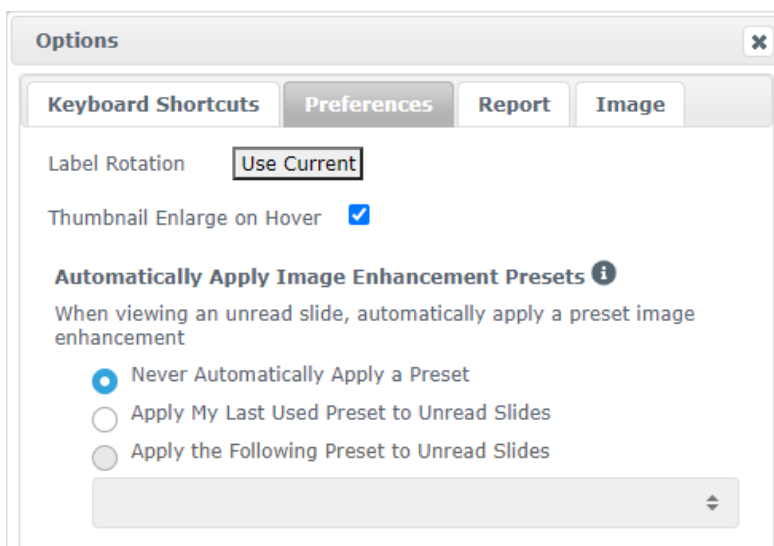 Options
Keyboard Shortcuts Preferences Report Image
Label Rotation Use Current
Thumbnail Enlarge on Hover
Automatically Apply Image Enhancement Presets
When viewing an unread slide, automatically apply a preset image
enhancement
Never Automatically Apply a Preset
Apply My Last Used Preset to Unread Slides
Apply the Following Preset to Unread Slides